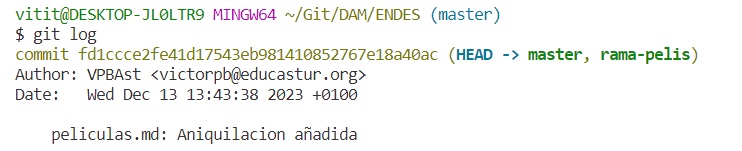 vitit@DESKTOP-JL0LTR9 MINGW64 ~/Git/DAM/ENDES (master)
$ git log
commit fd1ccce2fe41d17543eb981410852767e18a40ac (HEAD -> master, rama-pelis)
Author: VPBAst <victorpb@educastur.org>
Date:   Wed Dec 13 13:43:38 2023 +0100
    peliculas.md: Aniquilacion añadida